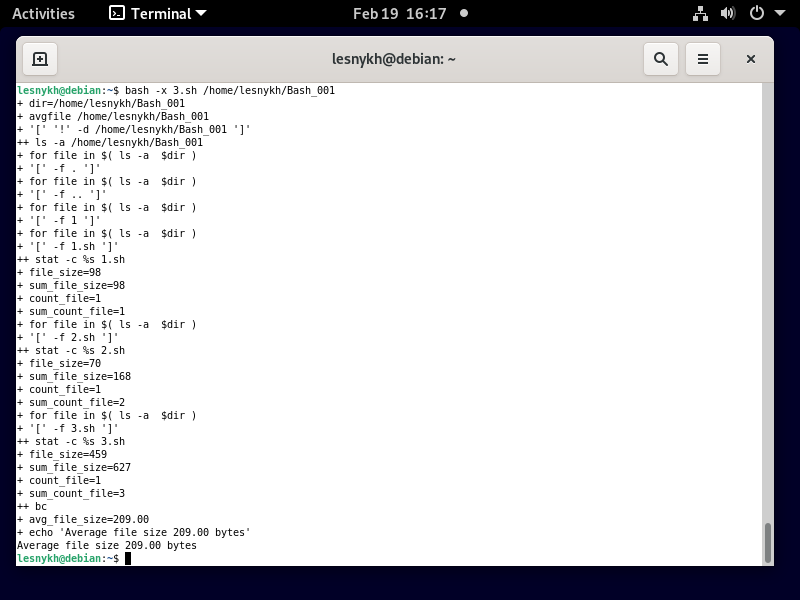 Activities Terminal Feb 19 16:17
lesnykh@debian: ~
lesnykh@debian:~$ bash -x 3.sh /home/lesnykh/Bash_001
+ dir=/home/lesnykh/Bash_001
+ avgfile /home/lesnykh/Bash_001
+ '[' '!' -d /home/lesnykh/Bash_001 ']'
++ ls -a /home/lesnykh/Bash_001
+ for file in $( ls -a  $dir )
+ '[' -f . ']'
+ for file in $( ls -a  $dir )
+ '[' -f .. ']'
+ for file in $( ls -a  $dir )
+ '[' -f 1 ']'
+ for file in $( ls -a  $dir )
+ '[' -f 1.sh ']'
++ stat -c %s 1.sh
+ file_size=98
+ sum_file_size=98
+ count_file=1
+ sum_count_file=1
+ for file in $( ls -a  $dir )
+ '[' -f 2.sh ']'
++ stat -c %s 2.sh
+ file_size=70
+ sum_file_size=168
+ count_file=1
+ sum_count_file=2
+ for file in $( ls -a  $dir )
+ '[' -f 3.sh ']'
++ stat -c %s 3.sh
+ file_size=459
+ sum_file_size=627
+ count_file=1
+ sum_count_file=3
++ bc
+ avg_file_size=209.00
+ echo 'Average file size 209.00 bytes'
Average file size 209.00 bytes
lesnykh@debian:~$